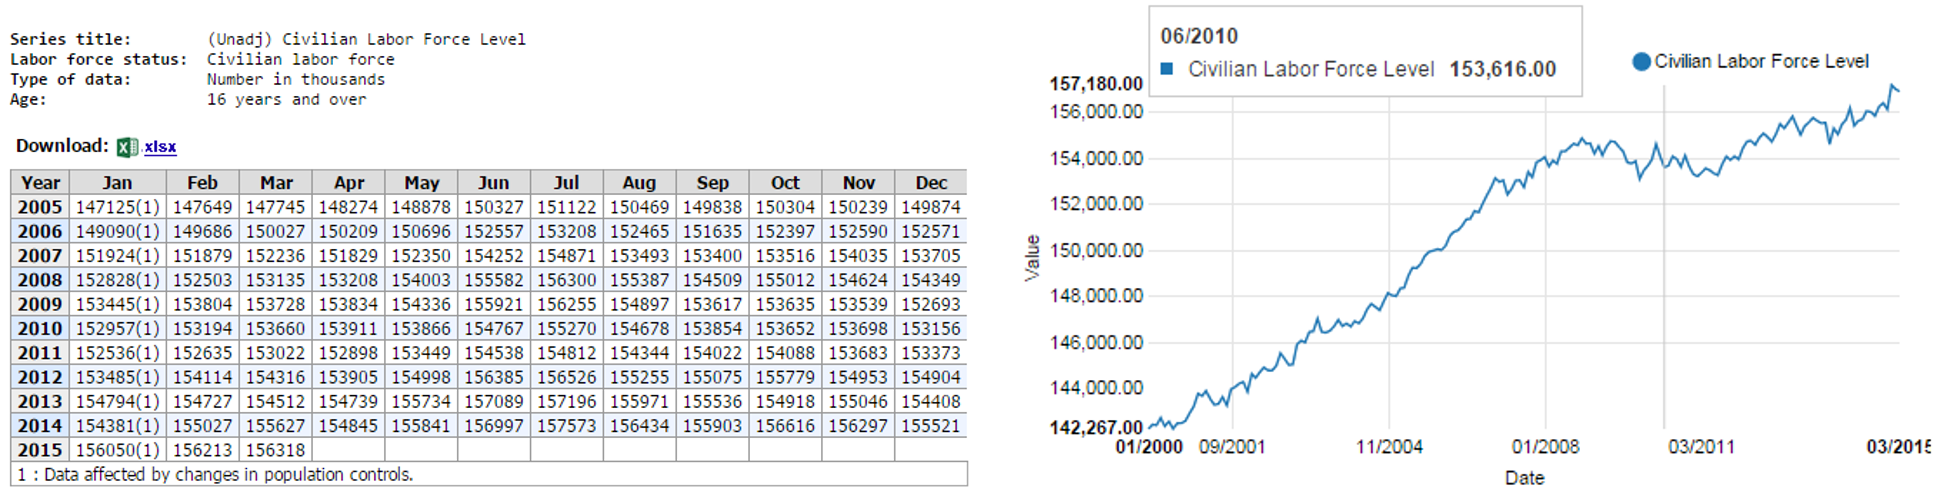 Series title: (Unadj) Civilian Labor Force Level
Labor force status: Civilian labor force
Type of data: Number in thousands
Age: 16 years and over
Download: .xlsx
Year Jan Feb Mar Apr May Jun Jul Aug Sep Oct Nov Dec
2005 147125(1) 147649 147745 148274 148878 150327 151122 150469 149838 150304 150239 149874
2006 149090(1) 149686 150027 150209 150696 152557 153208 152465 151635 152397 152590 152571
2007 151924(1) 151879 152236 151829 152350 154252 154871 153493 153400 153516 154035 153705
2008 152828(1) 152503 153135 153208 154003 155582 156300 155387 154509 155012 154624 154349
2009 153445(1) 153804 153728 153834 154336 155921 156255 154897 153617 153635 153539 152693
2010 152957(1) 153194 153660 153911 153866 154767 155270 154678 153854 153652 153698 153156
2011 152536(1) 152635 153022 152898 153449 154538 154812 154344 154022 154088 153683 153373
2012 153485(1) 154114 154316 153905 154998 156385 156526 155255 155075 155779 154953 154904
2013 154794(1) 154727 154512 154739 155734 157089 157196 155971 155536 154918 155046 154408
2014 154381(1) 155027 155627 154845 155841 156997 157573 156434 155903 156616 156297 155521
2015 156050(1) 156213 156318
1 : Data affected by changes in population controls.
06/2010
Civilian Labor Force Level 153,616.00
Civilian Labor Force Level
157,180.00
156,000.00
154,000.00
152,000.00
150,000.00
148,000.00
146,000.00
144,000.00
142,267.00
Value
01/2000 09/2001 11/2004 01/2008 03/2011 03/2015
Date